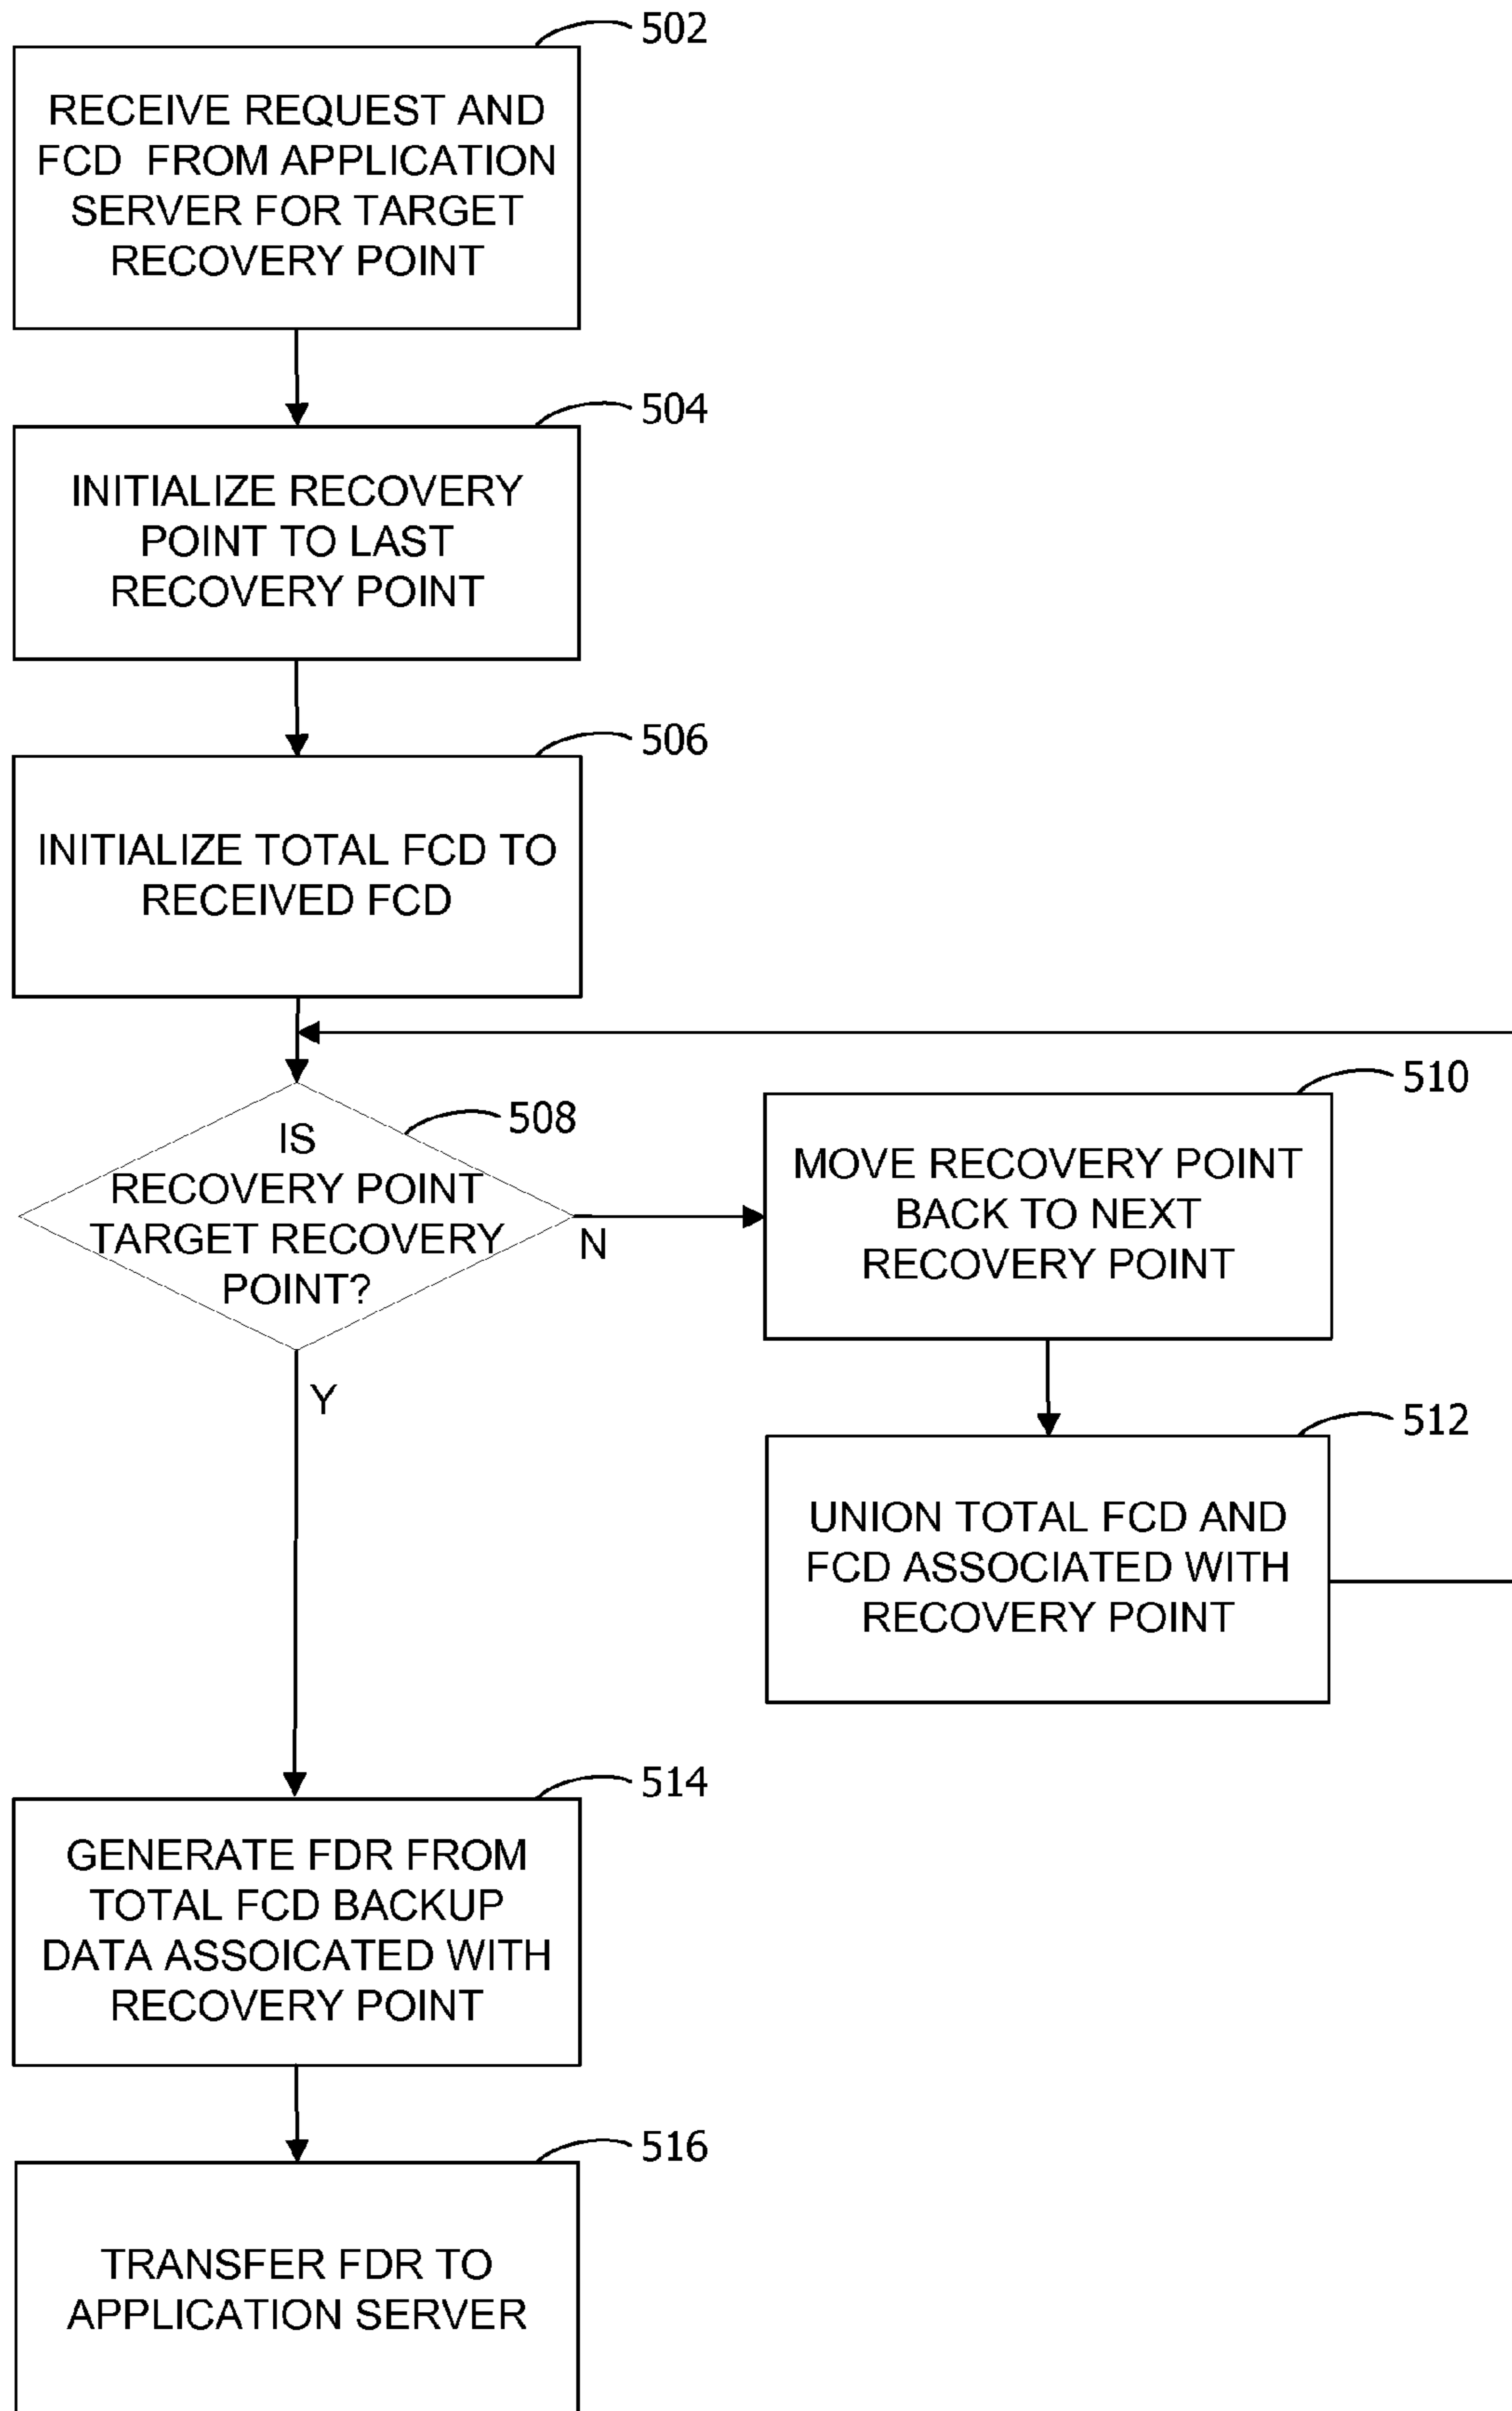 502
RECEIVE REQUEST AND
FCD FROM APPLICATION
SERVER FOR TARGET
RECOVERY POINT
504
INITIALIZE RECOVERY
POINT TO LAST
RECOVERY POINT
506
INITIALIZE TOTAL FCD TO
RECEIVED FCD
508
IS
RECOVERY POINT
TARGET RECOVERY
POINT?
N
Y
510
MOVE RECOVERY POINT
BACK TO NEXT
RECOVERY POINT
512
UNION TOTAL FCD AND
FCD ASSOCIATED WITH
RECOVERY POINT
514
GENERATE FDR FROM
TOTAL FCD BACKUP
DATA ASSOICATED WITH
RECOVERY POINT
516
TRANSFER FDR TO
APPLICATION SERVER